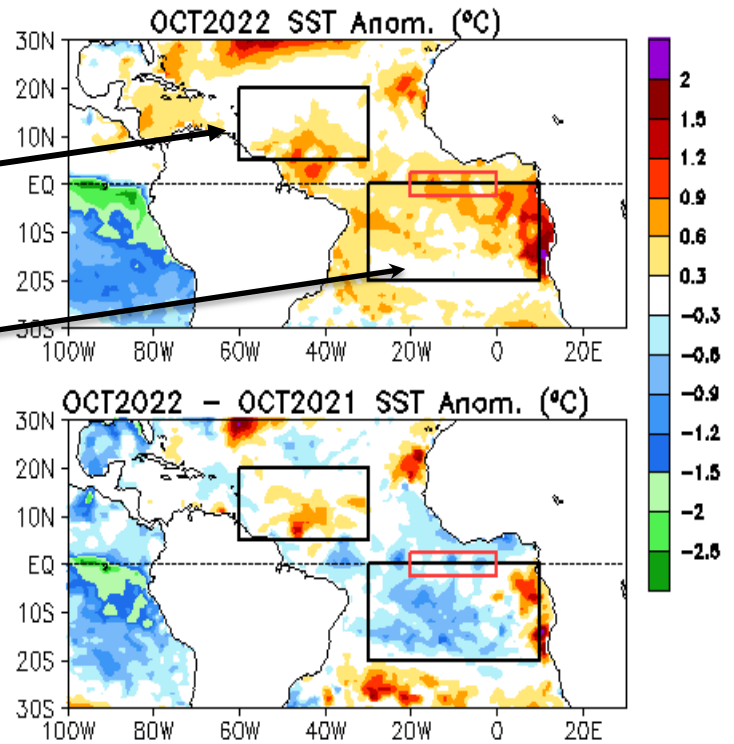 OCT2022 SST Anom. (ºC)
30N
20N
10N
EQ
10S
20S
30S
100W 80W 60W 40W 20W 0 20E
OCT2022 – OCT2021 SST Anom. (ºC)
30N
20N
10N
EQ
10S
20S
30S
100W 80W 60W 40W 20W 0 20E
2
1.5
1.2
0.9
0.6
0.3
-0.3
-0.6
-0.9
-1.2
-1.5
-2
-2.5